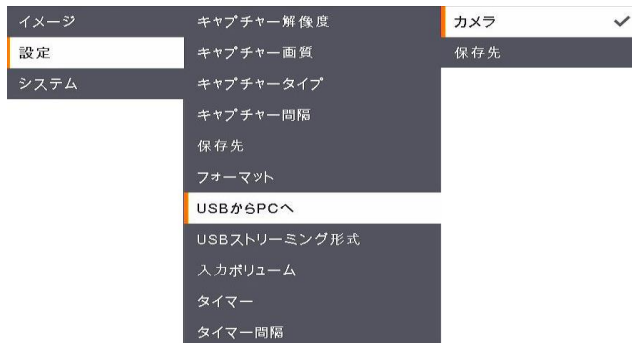 イメージ
設定
システム
キャプチャー解像度
キャプチャー画質
キャプチャータイプ
キャプチャー間隔
保存先
フォーマット
USBからPCへ
USBストリーミング形式
入力ボリューム
タイマー
タイマー間隔
カメラ
保存先